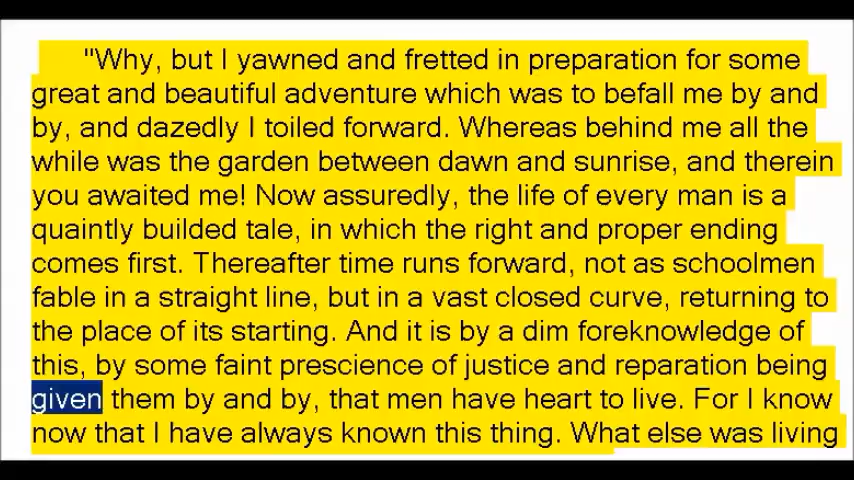 "Why, but I yawned and fretted in preparation for some
great and beautiful adventure which was to befall me by and
by, and dazedly I toiled forward. Whereas behind me all the
while was the garden between dawn and sunrise, and therein
you awaited me! Now assuredly, the life of every man is a
quaintly builded tale, in which the right and proper ending
comes first. Thereafter time runs forward, not as schoolmen
fable in a straight line, but in a vast closed curve, returning to
the place of its starting. And it is by a dim foreknowledge of
this, by some faint prescience of justice and reparation being
given them by and by, that men have heart to live. For I know
now that I have always known this thing. What else was living